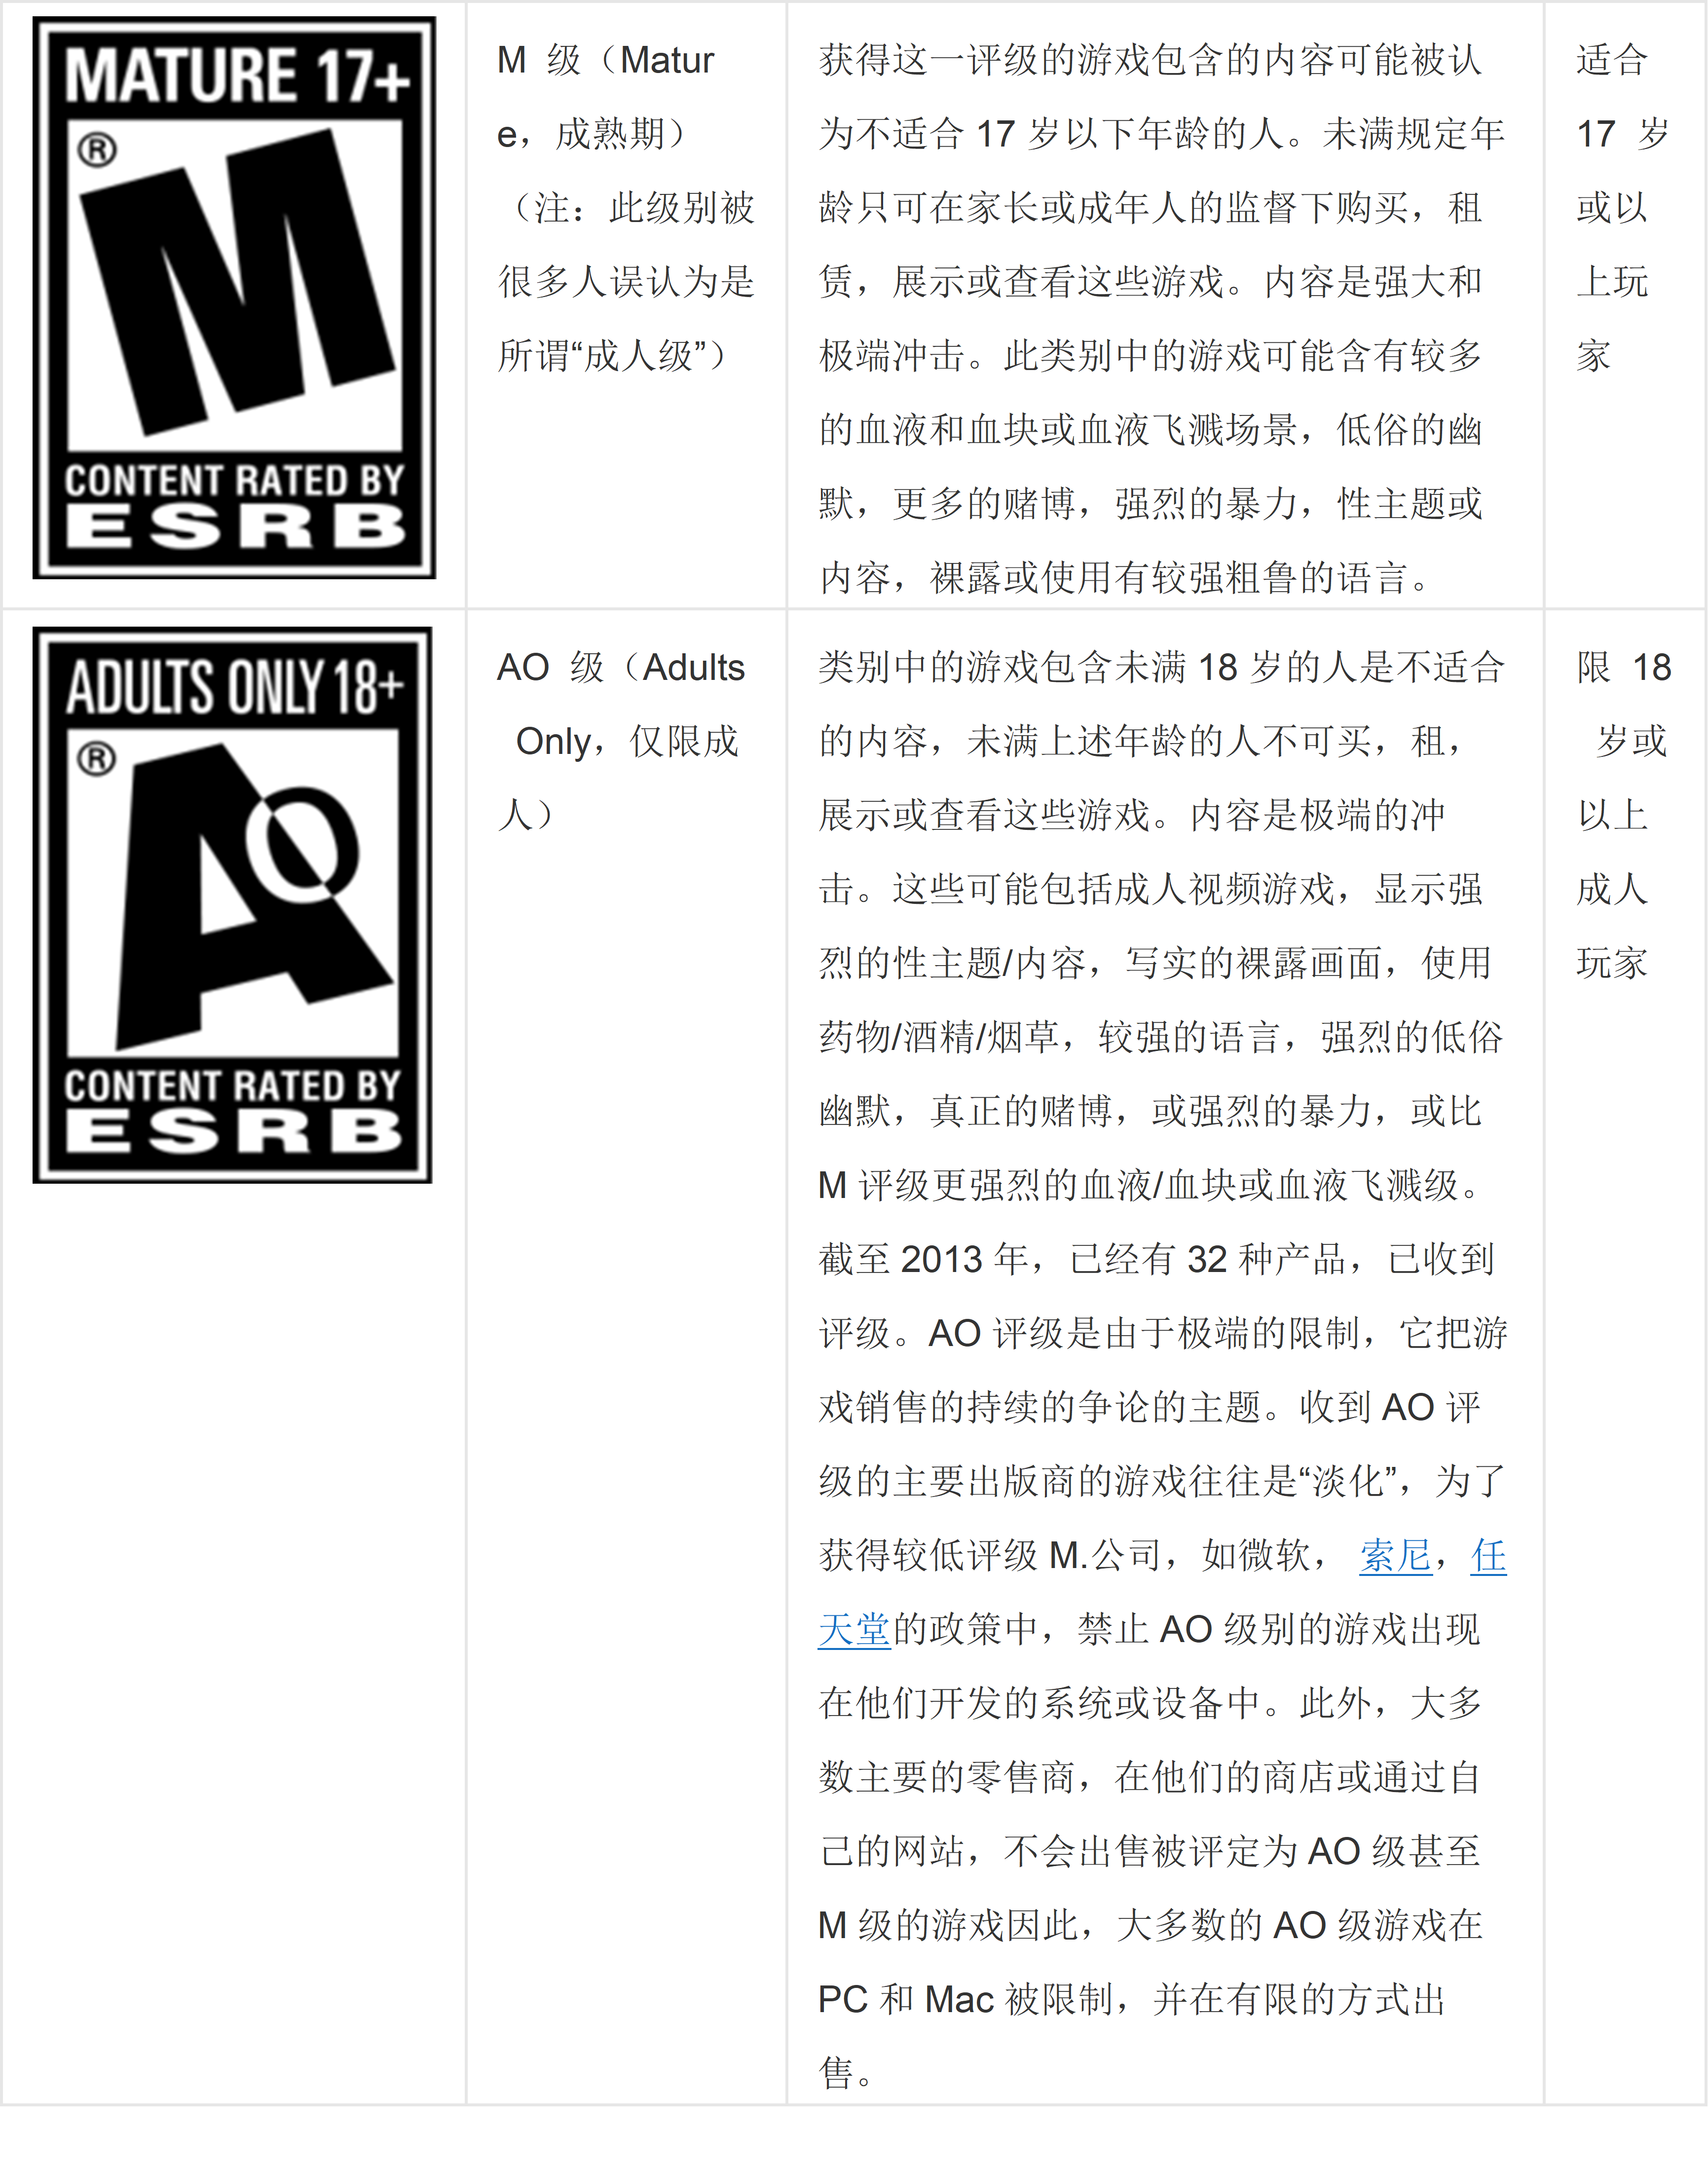 MATURE 17+
®
M
CONTENT RATED BY
ESRB
M 级（Matur
e，成熟期）
（注：此级别被
很多人误认为是
所谓“成人级”）
获得这一评级的游戏包含的内容可能被认
为不适合 17 岁以下年龄的人。未满规定年
龄只可在家长或成年人的监督下购买，租
赁，展示或查看这些游戏。内容是强大和
极端冲击。此类别中的游戏可能含有较多
的血液和血块或血液飞溅场景，低俗的幽
默，更多的赌博，强烈的暴力，性主题或
内容，裸露或使用有较强粗鲁的语言。
适合
17 岁
或以
上玩
家
ADULTS ONLY 18+
®
AO
CONTENT RATED BY
ESRB
AO 级（Adults
Only，仅限成
人）
类别中的游戏包含未满 18 岁的人是不适合
的内容，未满上述年龄的人不可买，租，
展示或查看这些游戏。内容是极端的冲
击。这些可能包括成人视频游戏，显示强
烈的性主题/内容，写实的裸露画面，使用
药物/酒精/烟草，较强的语言，强烈的低俗
幽默，真正的赌博，或强烈的暴力，或比
M 评级更强烈的血液/血块或血液飞溅级。
截至 2013 年，已经有 32 种产品，已收到
评级。AO 评级是由于极端的限制，它把游
戏销售的持续的争论的主题。收到 AO 评
级的主要出版商的游戏往往是“淡化”，为了
获得较低评级 M.公司，如微软， 索尼，任
天堂的政策中，禁止 AO 级别的游戏出现
在他们开发的系统或设备中。此外，大多
数主要的零售商，在他们的商店或通过自
己的网站，不会出售被评定为 AO 级甚至
M 级的游戏因此，大多数的 AO 级游戏在
PC 和 Mac 被限制，并在有限的方式出
售。
限 18
岁或
以上
成人
玩家